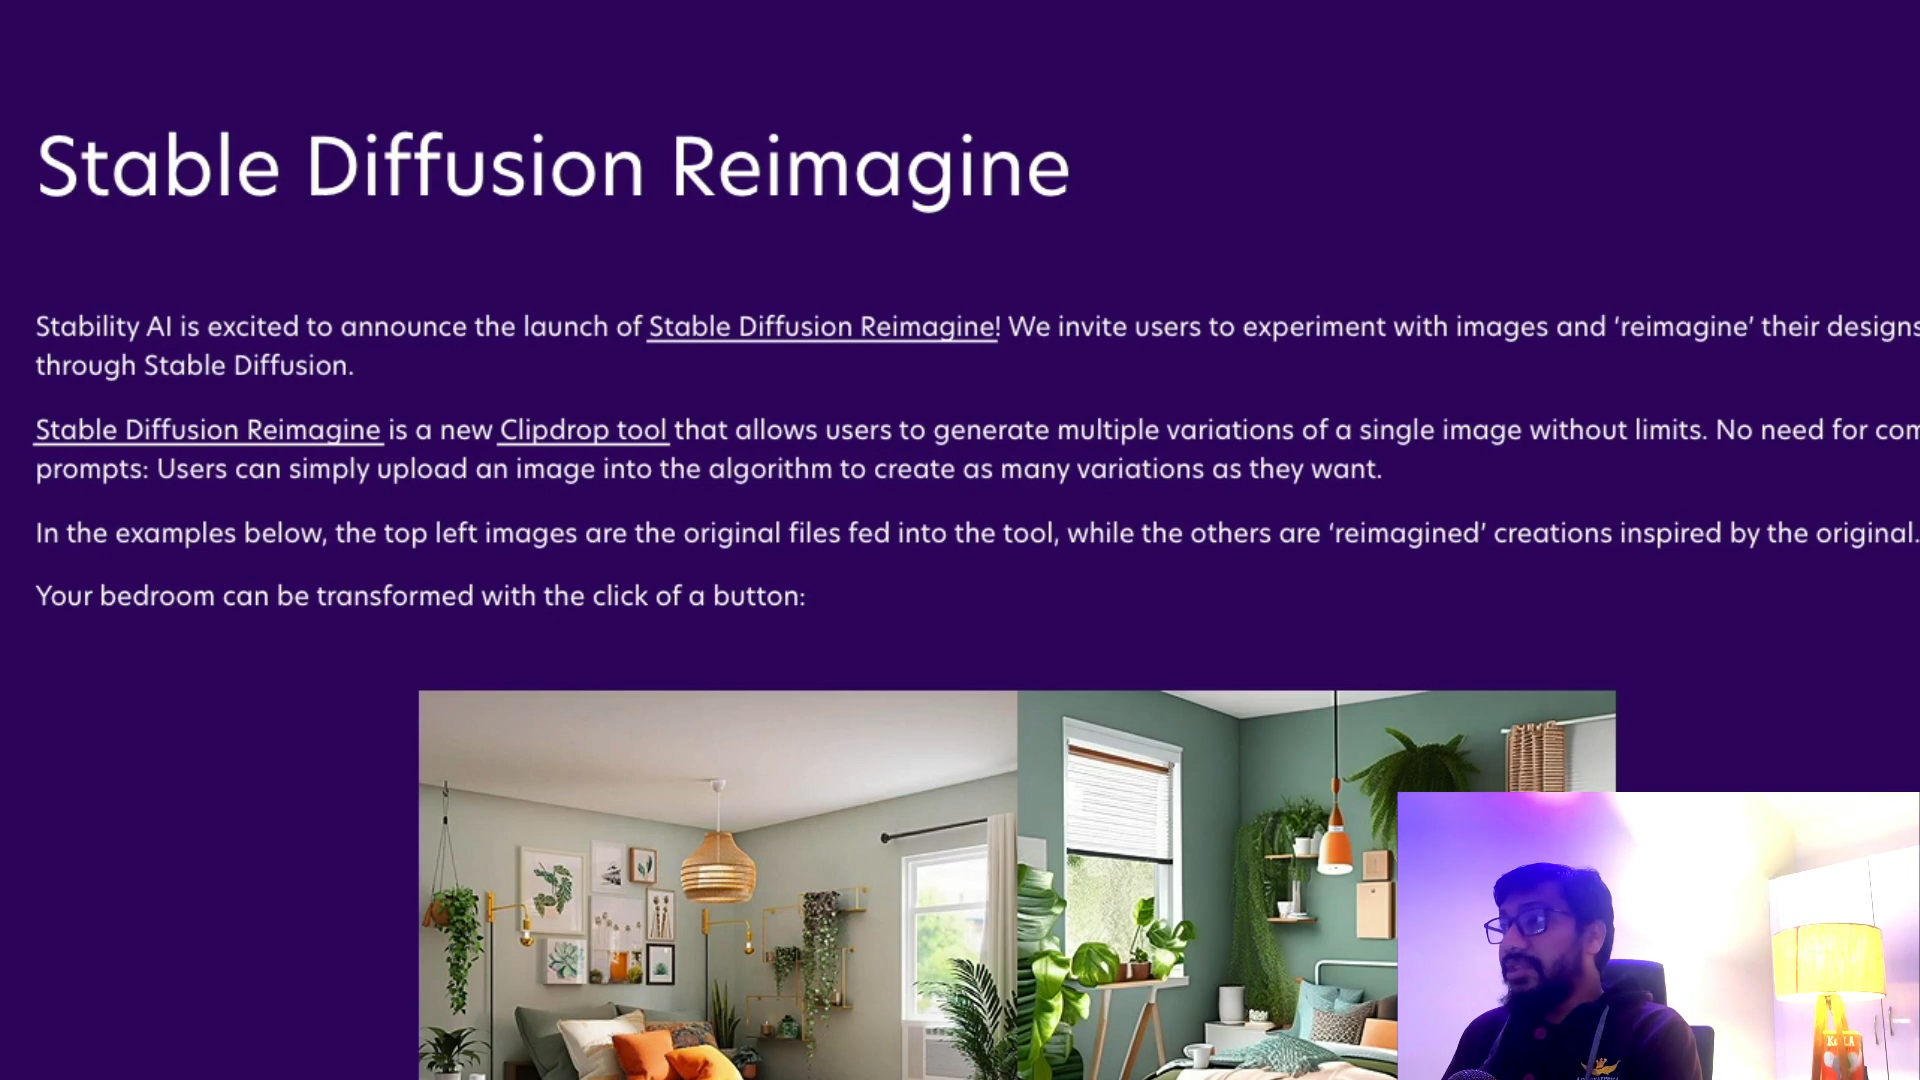 Stable Diffusion Reimagine
Stability AI is excited to announce the launch of Stable Diffusion Reimagine! We invite users to experiment with images and ‘reimagine’ their designs
through Stable Diffusion.
Stable Diffusion Reimagine is a new Clipdrop tool that allows users to generate multiple variations of a single image without limits. No need for com
prompts: Users can simply upload an image into the algorithm to create as many variations as they want.
In the examples below, the top left images are the original files fed into the tool, while the others are ‘reimagined’ creations inspired by the original.
Your bedroom can be transformed with the click of a button: